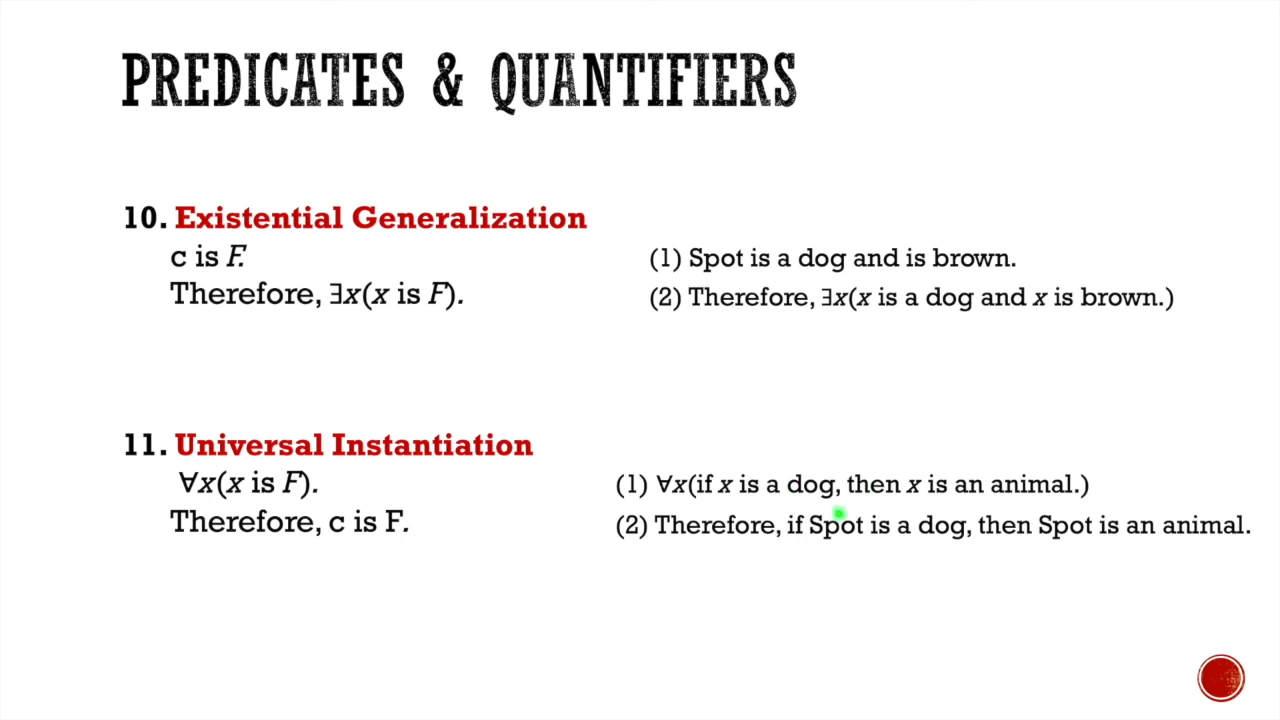 PREDICATES & QUANTIFIERS
10. Existential Generalization
c is F.
Therefore, ∃x(x is F).
(1) Spot is a dog and is brown.
(2) Therefore, ∃x(x is a dog and x is brown.)
11. Universal Instantiation
∀x(x is F).
Therefore, c is F.
(1) ∀x(if x is a dog, then x is an animal.)
(2) Therefore, if Spot is a dog, then Spot is an animal.